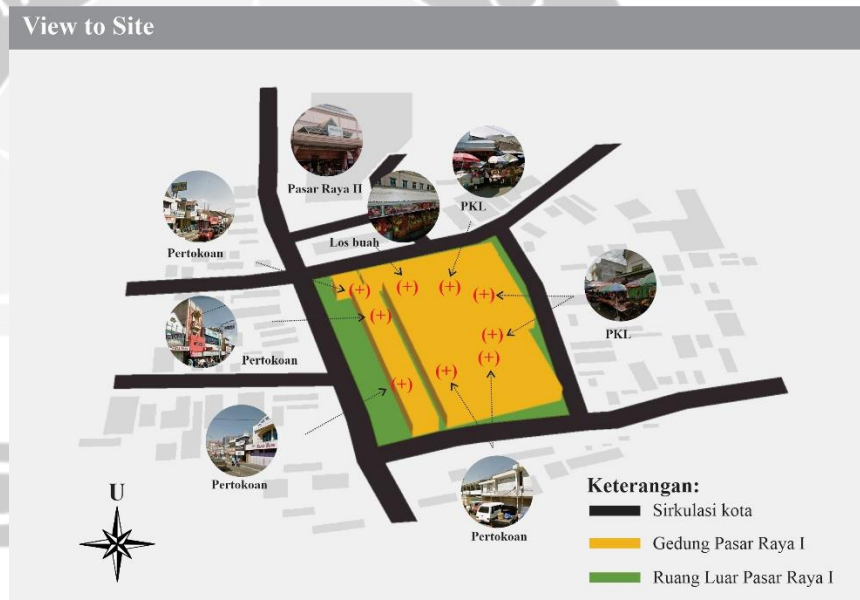 View to Site
Pasar Raya II
PKL
Pertokoan
Los buah
PKL
Pertokoan
Pertokoan
Pertokoan
(+)
(+)
(+)
(+)
(+)
(+)
(+)
(+)
(+)
U
Keterangan:
Sirkulasi kota
Gedung Pasar Raya I
Ruang Luar Pasar Raya I